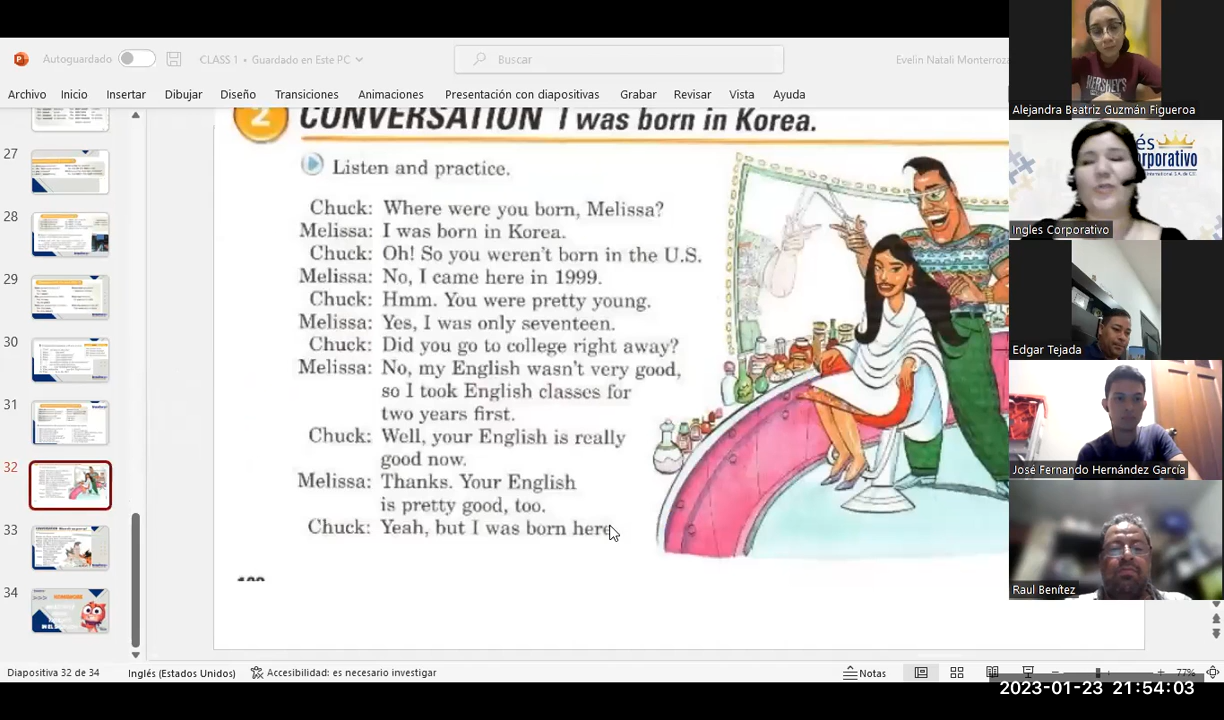 Autoguardado
CLASS 1 • Guardado en Este PC
Buscar
Evelin Natali Monterroza
Archivo Inicio Insertar Dibujar Diseño Transiciones Animaciones Presentación con diapositivas Grabar Revisar Vista Ayuda
27
28
29
30
31
32
33
34
2 CONVERSATION I was born in Korea.
Listen and practice.
Chuck: Where were you born, Melissa?
Melissa: I was born in Korea.
Chuck: Oh! So you weren't born in the U.S.
Melissa: No, I came here in 1999.
Chuck: Hmm. You were pretty young.
Melissa: Yes, I was only seventeen.
Chuck: Did you go to college right away?
Melissa: No, my English wasn't very good,
so I took English classes for
two years first.
Chuck: Well, your English is really
good now.
Melissa: Thanks. Your English
is pretty good, too.
Chuck: Yeah, but I was born here
HERSHEY'S
Alejandra Beatriz Guzmán Figueroa
Ingles Corporativo
Edgar Tejada
José Fernando Hernández García
Raul Benítez
Diapositiva 32 de 34
Inglés (Estados Unidos)
Accesibilidad: es necesario investigar
Notas
77%
2023-01-23 21:54:03